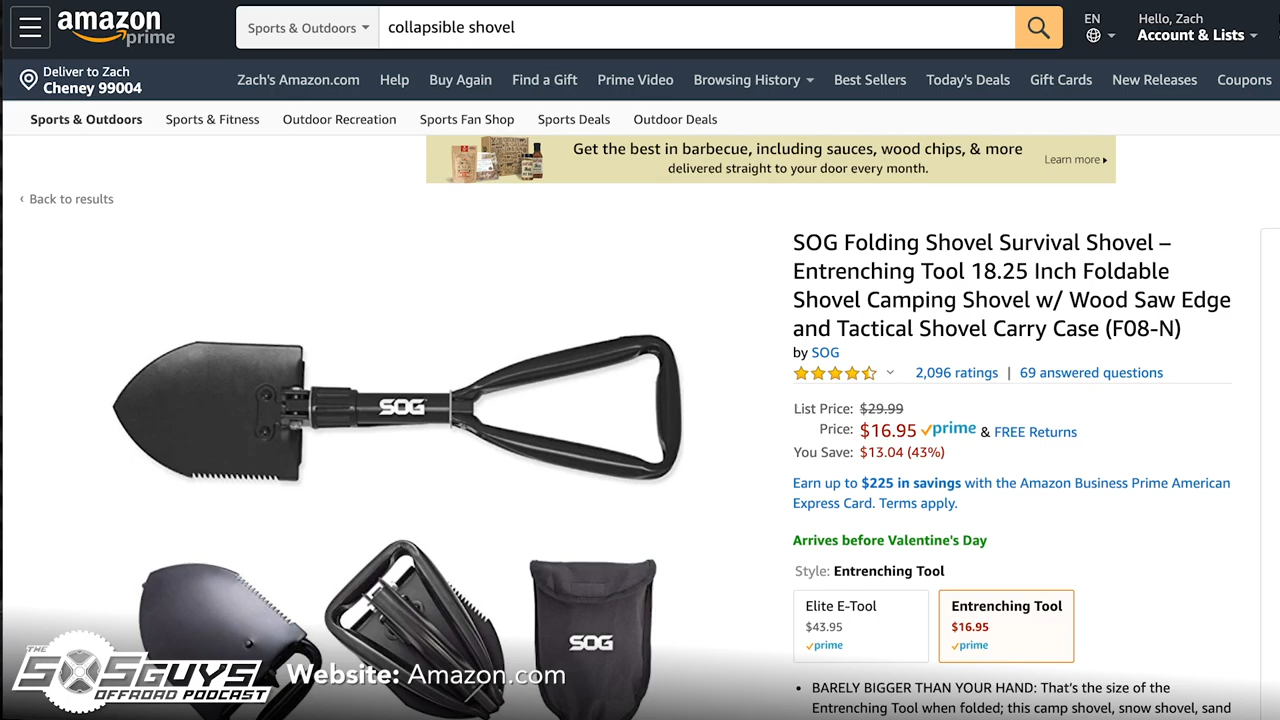 amazon
prime
Sports & Outdoors
collapsible shovel
EN
Hello, Zach
Account & Lists
Deliver to Zach
Cheney 99004
Zach's Amazon.com
Help
Buy Again
Find a Gift
Prime Video
Browsing History
Best Sellers
Today's Deals
Gift Cards
New Releases
Coupons
Sports & Outdoors
Sports & Fitness
Outdoor Recreation
Sports Fan Shop
Sports Deals
Outdoor Deals
Get the best in barbecue, including sauces, wood chips, & more
delivered straight to your door every month.
Learn more
‹ Back to results
SOG Folding Shovel Survival Shovel –
Entrenching Tool 18.25 Inch Foldable
Shovel Camping Shovel w/ Wood Saw Edge
and Tactical Shovel Carry Case (F08-N)
by SOG
2,096 ratings | 69 answered questions
List Price: $29.99
Price: $16.95 prime & FREE Returns
You Save: $13.04 (43%)
Earn up to $225 in savings with the Amazon Business Prime American
Express Card. Terms apply.
Arrives before Valentine's Day
Style: Entrenching Tool
Elite E-Tool
$43.95
prime
Entrenching Tool
$16.95
prime
• BARELY BIGGER THAN YOUR HAND: That's the size of the
Entrenching Tool when folded; this camp shovel, snow shovel, sand
SOG
SOG
THE
SOSGUYS
OFFROAD PODCAST
Website: Amazon.com